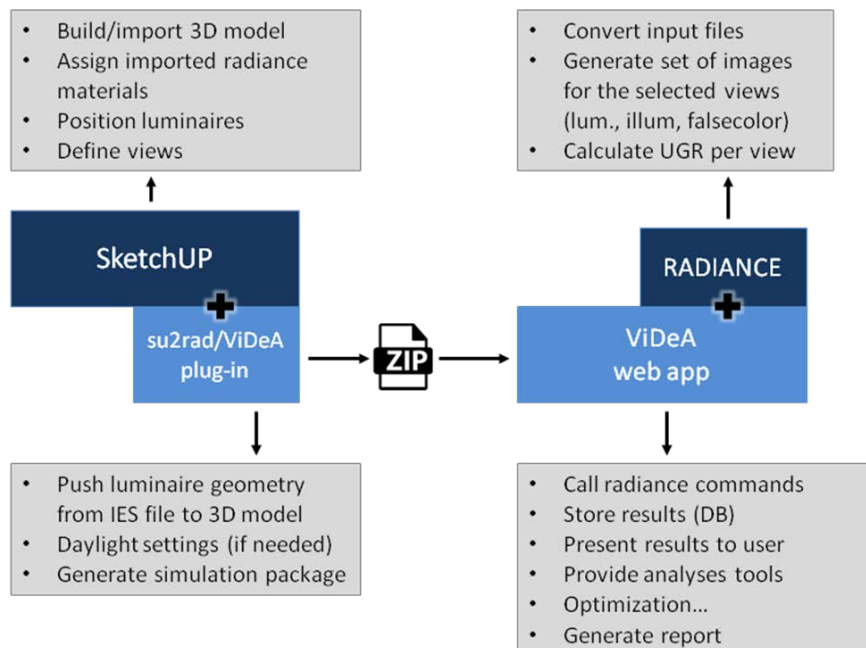 • Build/import 3D model
• Assign imported radiance
materials
• Position luminaires
• Define views
• Convert input files
• Generate set of images
for the selected views
(lum., illum, falsecolor)
• Calculate UGR per view
SketchUP
su2rad/ViDeA
plug-in
ZIP
RADIANCE
ViDeA
web app
• Push luminaire geometry
from IES file to 3D model
• Daylight settings (if needed)
• Generate simulation package
• Call radiance commands
• Store results (DB)
• Present results to user
• Provide analyses tools
• Optimization...
• Generate report